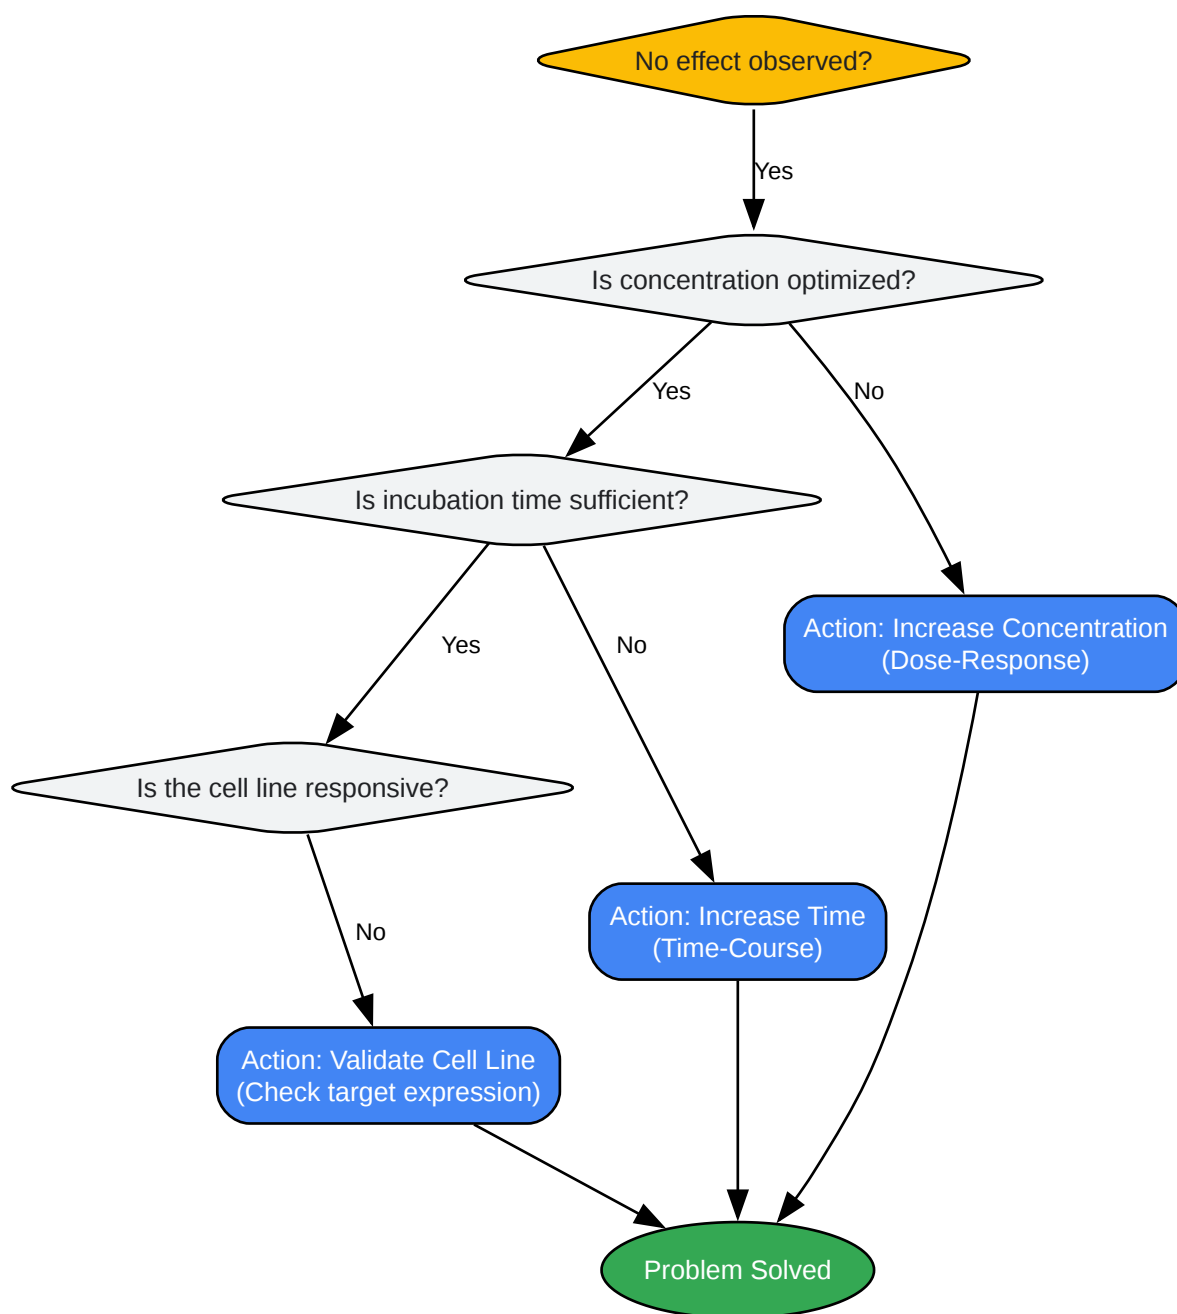 No effect observed?
Yes
Is concentration optimized?
Yes
No
Is incubation time sufficient?
Action: Increase Concentration
(Dose-Response)
Yes
No
Is the cell line responsive?
Action: Increase Time
(Time-Course)
No
Action: Validate Cell Line
(Check target expression)
Problem Solved